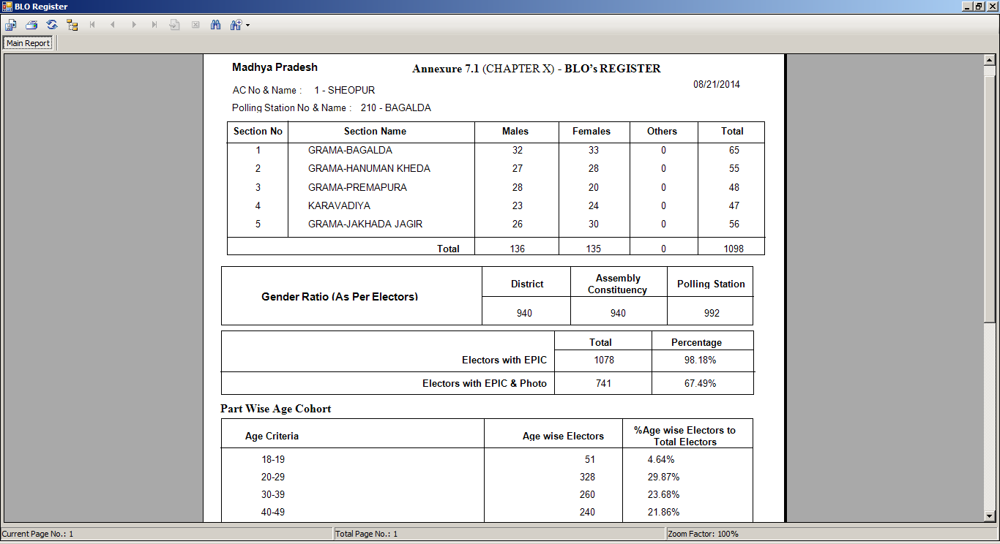 BLO Register
Main Report
Madhya Pradesh
Annexure 7.1 (CHAPTER X) - BLO's REGISTER
08/21/2014
AC No & Name : 1 - SHEOPUR
Polling Station No & Name : 210 - BAGALDA
Section No Section Name Males Females Others Total
1 GRAMA-BAGALDA 32 33 0 65
2 GRAMA-HANUMAN KHEDA 27 28 0 55
3 GRAMA-PREMAPURA 28 20 0 48
4 KARAVADIYA 23 24 0 47
5 GRAMA-JAKHADA JAGIR 26 30 0 56
Total 136 135 0 1098
Gender Ratio (As Per Electors)
District Assembly Constituency Polling Station
940 940 992
Total Percentage
Electors with EPIC 1078 98.18%
Electors with EPIC & Photo 741 67.49%
Part Wise Age Cohort
Age Criteria Age wise Electors %Age wise Electors to Total Electors
18-19 51 4.64%
20-29 328 29.87%
30-39 260 23.68%
40-49 240 21.86%
Current Page No.: 1 Total Page No.: 1 Zoom Factor: 100%